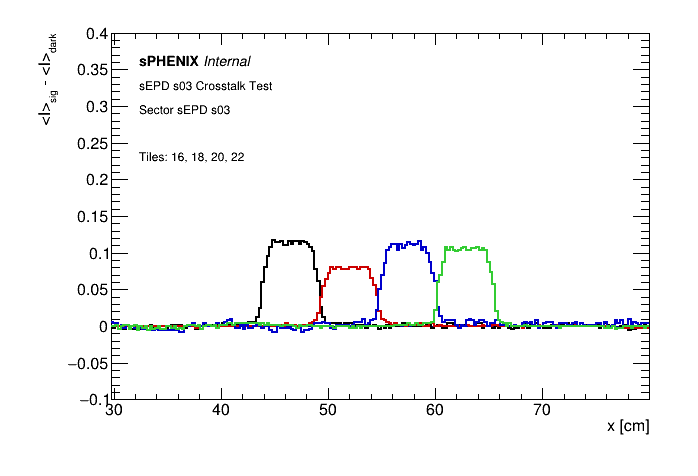 0.4
<I>sig - <I>dark
sPHENIX Internal
0.35
sEPD s03 Crosstalk Test
0.3
Sector sEPD s03
0.25
Tiles: 16, 18, 20, 22
0.2
0.15
0.1
0.05
0
−0.05
−0.1
30 40 50 60 70
x [cm]